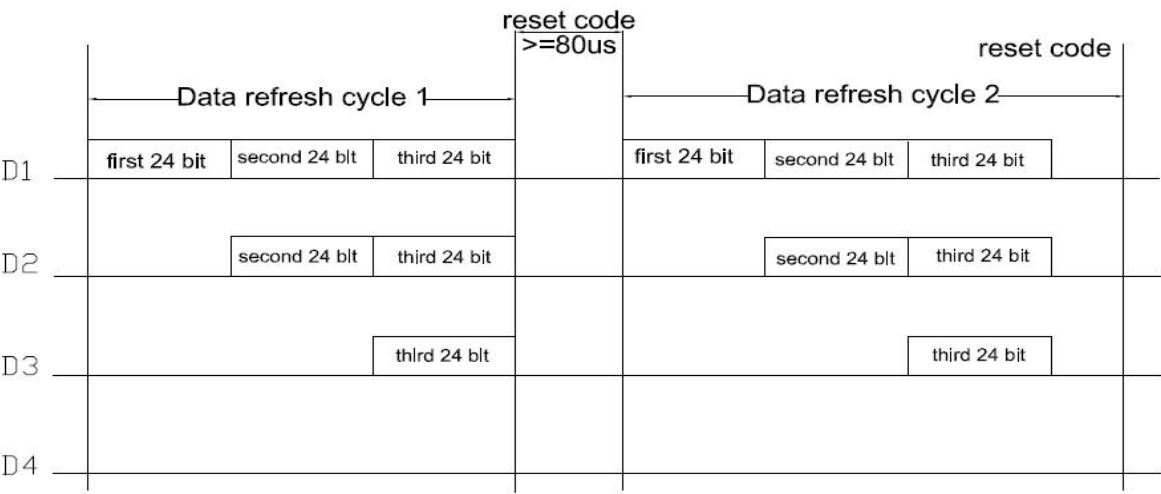 reset code
>=80us
reset code
Data refresh cycle 1
Data refresh cycle 2
D1 first 24 bit second 24 blt third 24 bit first 24 bit second 24 blt third 24 bit
D2 second 24 blt third 24 bit second 24 blt third 24 bit
D3 thlrd 24 blt third 24 bit
D4